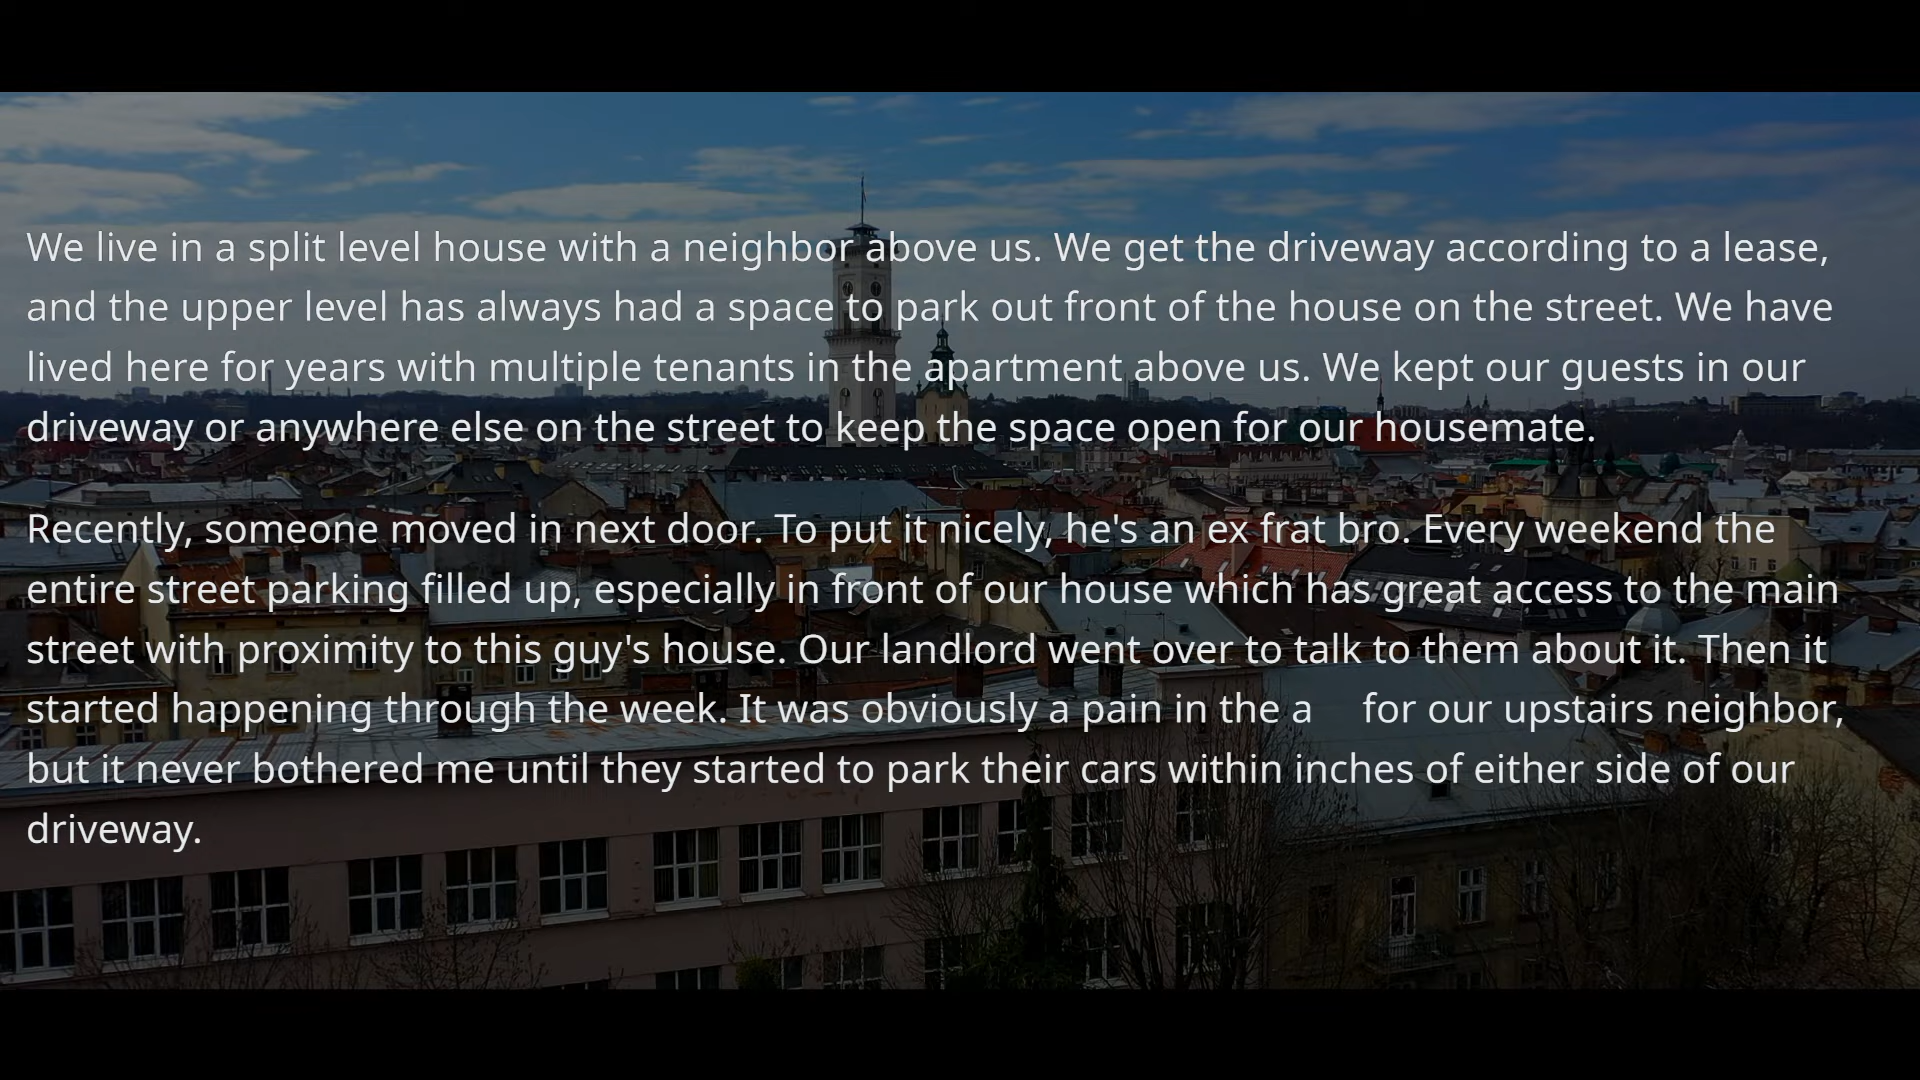 We live in a split level house with a neighbor above us. We get the driveway according to a lease,
and the upper level has always had a space to park out front of the house on the street. We have
lived here for years with multiple tenants in the apartment above us. We kept our guests in our
driveway or anywhere else on the street to keep the space open for our housemate.
Recently, someone moved in next door. To put it nicely, he's an ex frat bro. Every weekend the
entire street parking filled up, especially in front of our house which has great access to the main
street with proximity to this guy's house. Our landlord went over to talk to them about it. Then it
started happening through the week. It was obviously a pain in the a for our upstairs neighbor,
but it never bothered me until they started to park their cars within inches of either side of our
driveway.